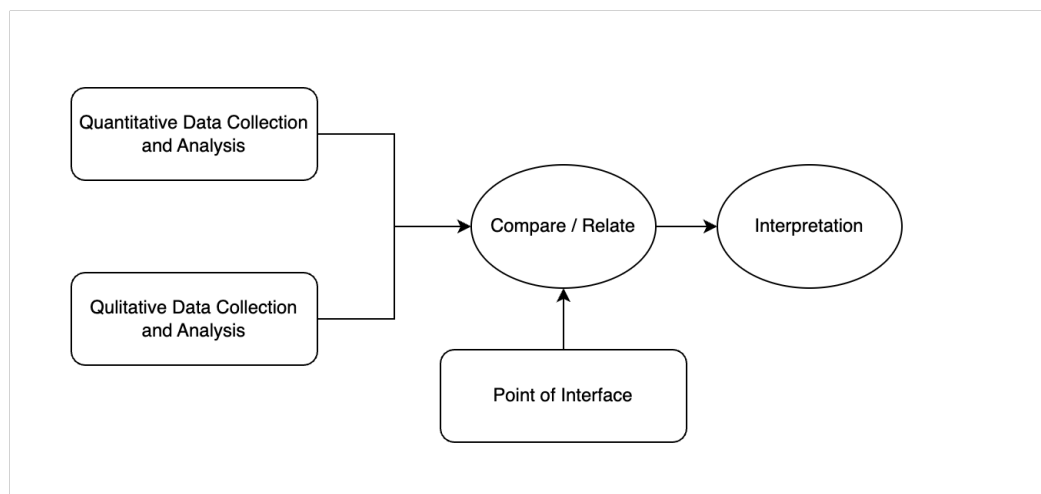 Quantitative Data Collection
and Analysis
Compare / Relate
Interpretation
Qulitative Data Collection
and Analysis
Point of Interface